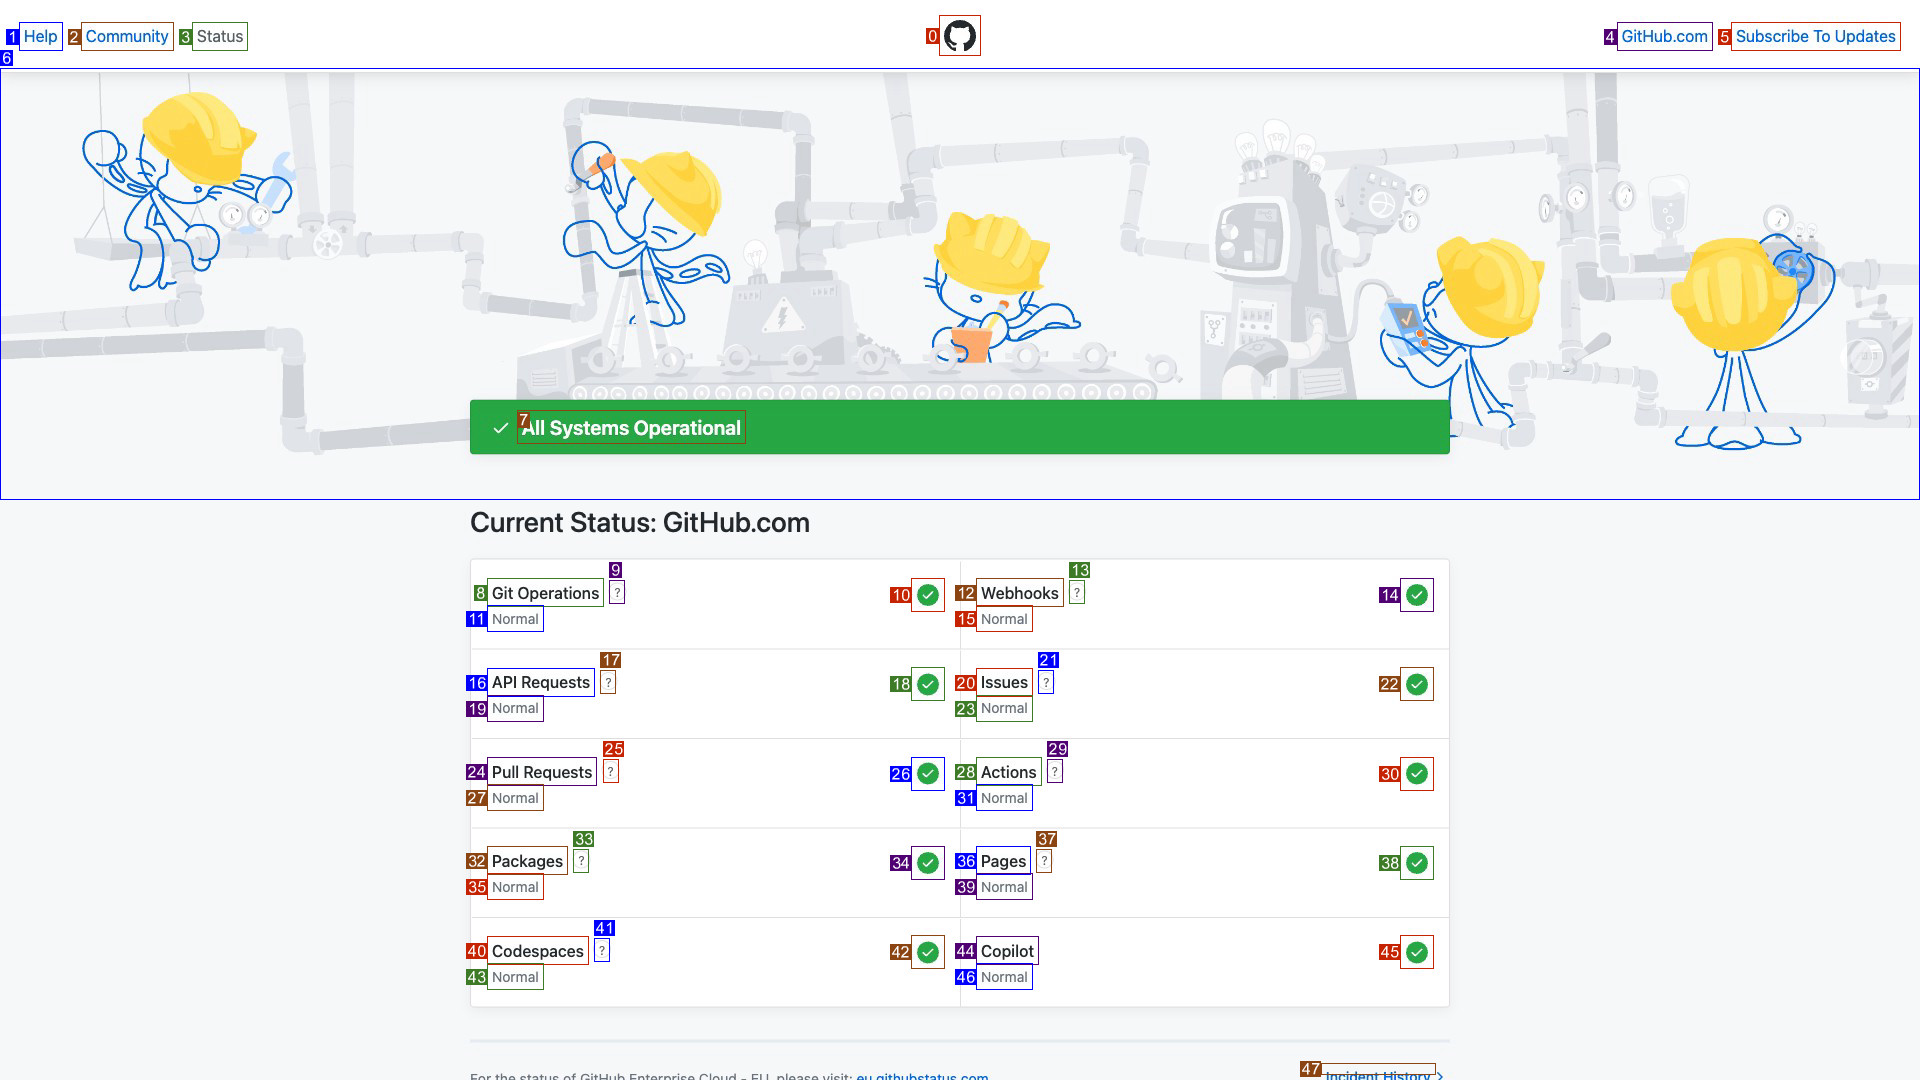 1 Help 2 Community 3 Status 0 4 GitHub.com 5 Subscribe To Updates
6
7 All Systems Operational
Current Status: GitHub.com
9 13
8 Git Operations ? 10 12 Webhooks ? 14
11 Normal 15 Normal
17 21
16 API Requests ? 18 20 Issues ? 22
19 Normal 23 Normal
25 29
24 Pull Requests ? 26 28 Actions ? 30
27 Normal 31 Normal
33 37
32 Packages ? 34 36 Pages ? 38
35 Normal 39 Normal
41
40 Codespaces ? 42 44 Copilot 45
43 Normal 46 Normal
47 Incident History
For the status of GitHub Enterprise Cloud - EU, please visit: eu.githubstatus.com